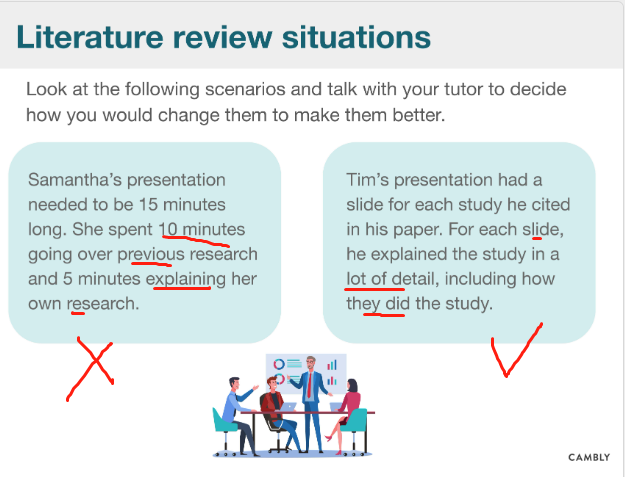 Literature review situations
Look at the following scenarios and talk with your tutor to decide
how you would change them to make them better.
Samantha's presentation
needed to be 15 minutes
long. She spent 10 minutes
going over previous research
and 5 minutes explaining her
own research.
Tim's presentation had a
slide for each study he cited
in his paper. For each slide,
he explained the study in a
lot of detail, including how
they did the study.
CAMBLY